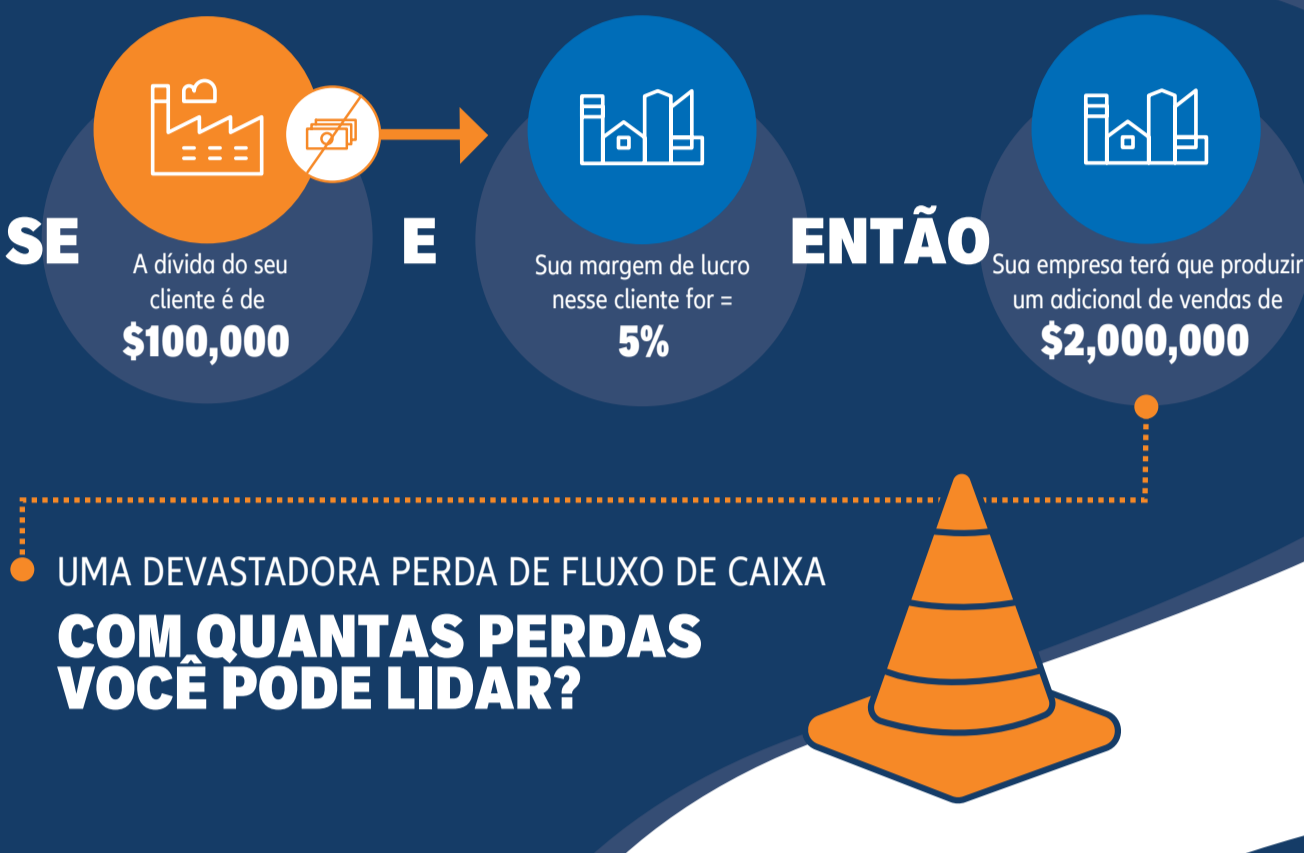 SE
A dívida do seu
cliente é de
$100,000
E
Sua margem de lucro
nesse cliente for =
5%
ENTÃO
Sua empresa terá que produzir
um adicional de vendas de
$2,000,000
UMA DEVASTADORA PERDA DE FLUXO DE CAIXA
COM QUANTAS PERDAS
VOCÊ PODE LIDAR?